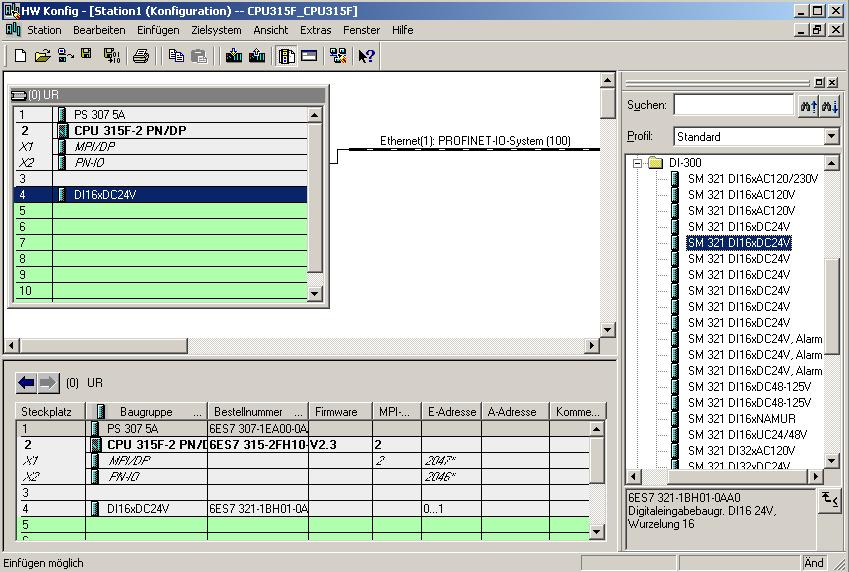 HW Konfig - [Station1 (Konfiguration) -- CPU315F_CPU315F]
Station Bearbeiten Einfügen Zielsystem Ansicht Extras Fenster Hilfe
(0) UR
1 PS 307 5A
2 CPU 315F-2 PN/DP
X1 MPI/DP
X2 PN-IO
3
4 DI16xDC24V
5
6
7
8
9
10
Ethernet(1): PROFINET-IO-System (100)
Suchen:
Profil: Standard
DI-300
SM 321 DI16xAC120/230V
SM 321 DI16xAC120V
SM 321 DI16xAC120V
SM 321 DI16xDC24V
SM 321 DI16xDC24V
SM 321 DI16xDC24V
SM 321 DI16xDC24V
SM 321 DI16xDC24V
SM 321 DI16xDC24V
SM 321 DI16xDC24V
SM 321 DI16xDC24V, Alarm
SM 321 DI16xDC24V, Alarm
SM 321 DI16xDC24V, Alarm
SM 321 DI16xDC48-125V
SM 321 DI16xDC48-125V
SM 321 DI16xNAMUR
SM 321 DI16xUC24/48V
SM 321 DI32xAC120V
SM 321 DI32xDC24V
6ES7 321-1BH01-0AA0
Digitaleingabebaugr. DI16 24V,
Wurzelung 16
(0) UR
Steckplatz Baugruppe ... Bestellnummer ... Firmware MPI-... E-Adresse A-Adresse Komme...
1 PS 307 5A 6ES7 307-1EA00-0A
2 CPU 315F-2 PN/D 6ES7 315-2FH10- V2.3 2
X1 MPI/DP 2 2047*
X2 PN-IO 2046*
3
4 DI16xDC24V 6ES7 321-1BH01-0A 0...1
5
Einfügen möglich
Änd